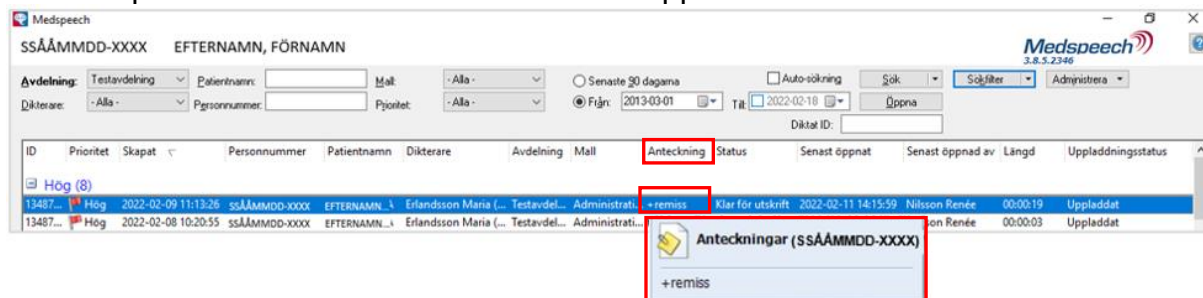 Medspeech
SSÅÅMMDD-XXXX EFTERNAMN, FÖRNAMN
Medspeech
3.8.5.2346
Avdelning: Testavdelning Patientnamn: Mall: - Alla - Senaste 90 dagarna Auto-sökning Sök Sökfilter Administrera
Dikterare: - Alla - Personnummer: Prioritet: - Alla - Från: 2013-03-01 Till: 2022-02-18 Öppna
Diktat ID:
ID Prioritet Skapat Personnummer Patientnamn Dikterare Avdelning Mall Anteckning Status Senast öppnat Senast öppnad av Längd Uppladdningsstatus
Hög (8)
13487... Hög 2022-02-09 11:13:26 SSÅÅMMDD-XXXX EFTERNAMN... Erlandsson Maria (... Testavdel... Administrati... +remiss Klar för utskrift 2022-02-11 14:15:59 Nilsson Renée 00:00:19 Uppladdat
13487... Hög 2022-02-08 10:20:55 SSÅÅMMDD-XXXX EFTERNAMN... Erlandsson Maria (... Testavdel... Administrati... son Renée 00:00:03 Uppladdat
Anteckningar (SSÅÅMMDD-XXXX)
+remiss